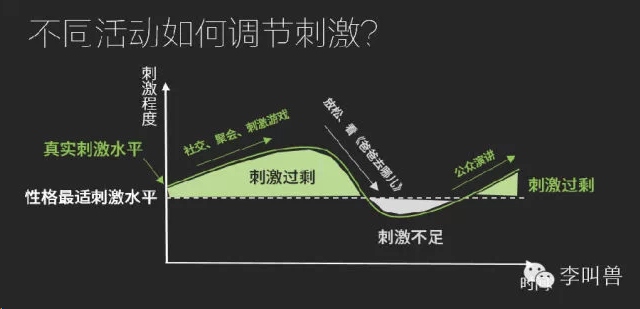 不同活动如何调节刺激?
刺激程度
真实刺激水平
社交、聚会、刺激游戏
放松、看《爸爸去哪儿》
公众演讲
刺激过剩
刺激过剩
性格最适刺激水平
刺激不足
时间
李叫兽